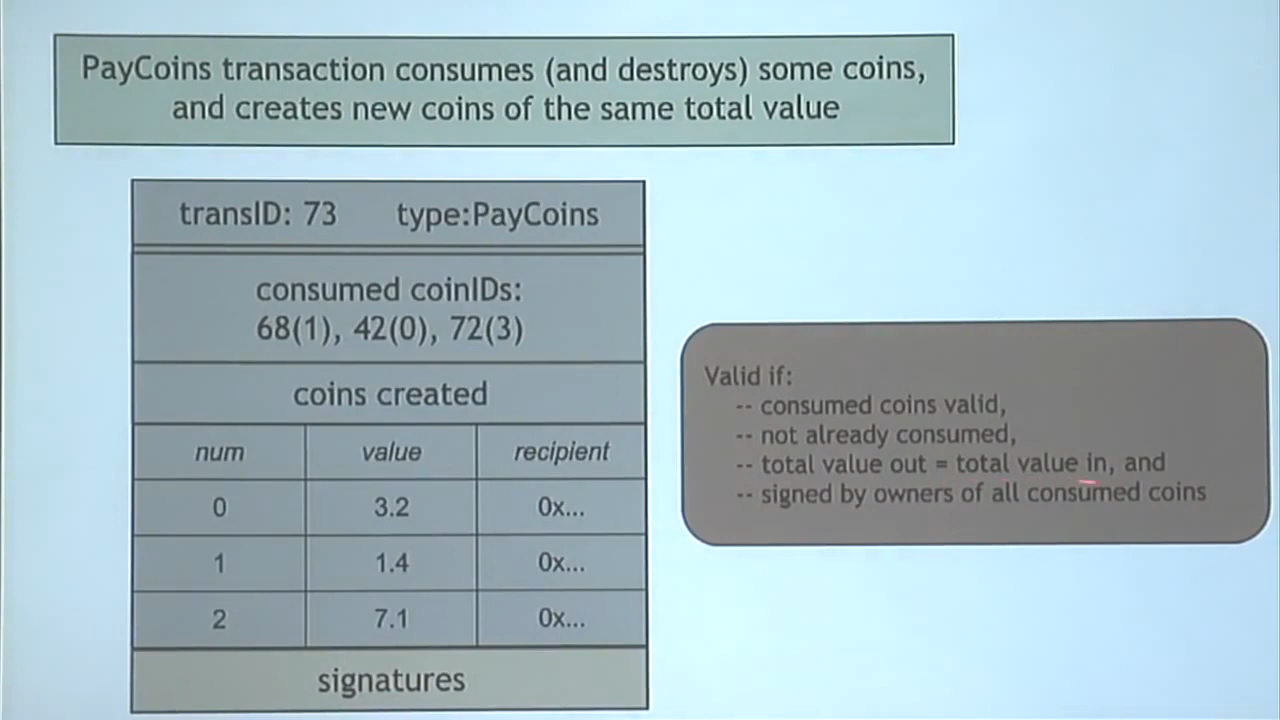 PayCoins transaction consumes (and destroys) some coins,
and creates new coins of the same total value
transID: 73 type:PayCoins
consumed coinIDs:
68(1), 42(0), 72(3)
coins created
num value recipient
0 3.2 0x...
1 1.4 0x...
2 7.1 0x...
signatures
Valid if:
-- consumed coins valid,
-- not already consumed,
-- total value out = total value in, and
-- signed by owners of all consumed coins